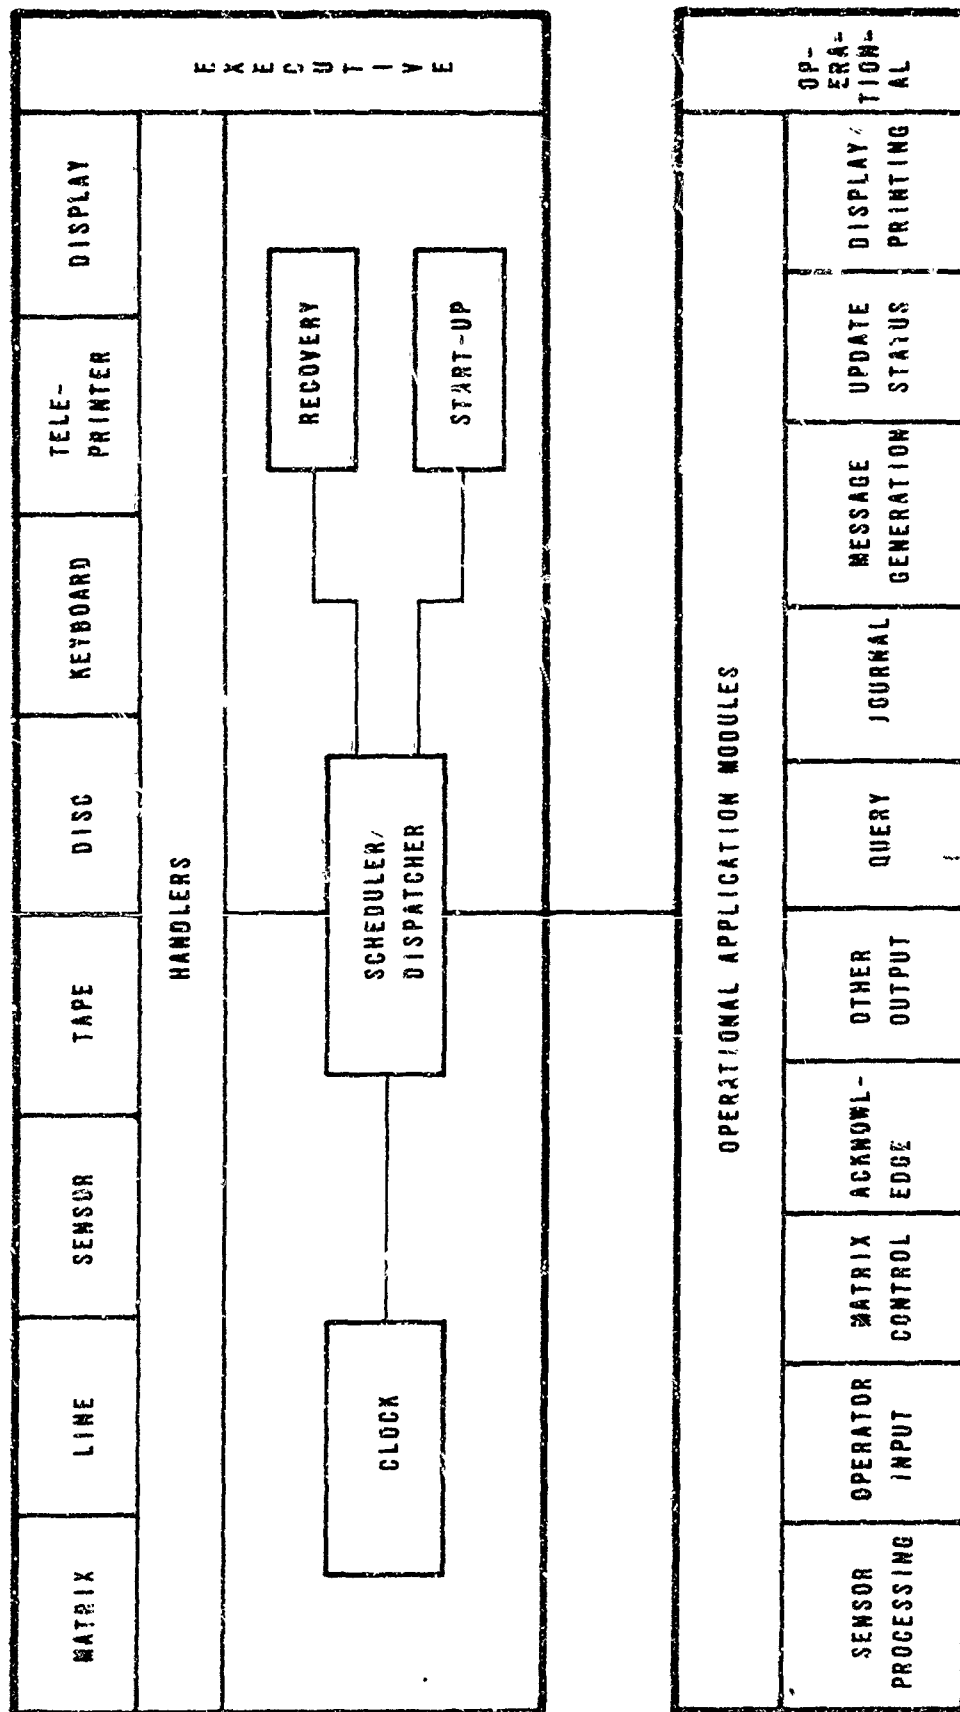 MATRIX
LINE
SENSOR
TAPE
DISC
KEYBOARD
TELE-
PRINTER
DISPLAY
HANDLERS
EXECUTIVE
CLOCK
SCHEDULER/
DISPATCHER
RECOVERY
START-UP
OPERATIONAL APPLICATION MODULES
OP-
ERA-
TION-
AL
SENSOR
PROCESSING
OPERATOR
INPUT
MATRIX
CONTROL
ACKNOWL-
EDGE
OTHER
OUTPUT
QUERY
JOURNAL
MESSAGE
GENERATION
UPDATE
STATUS
DISPLAY/
PRINTING